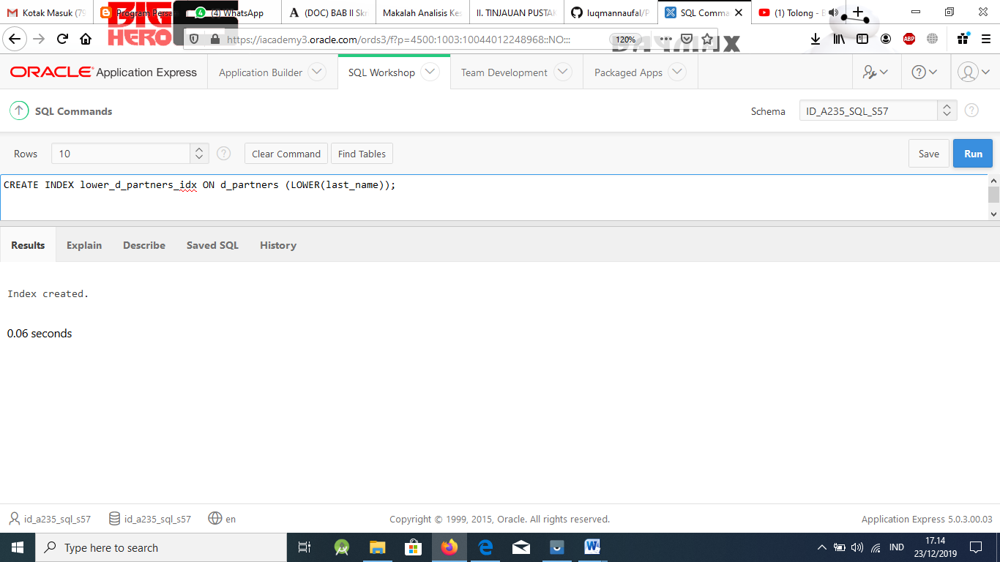 Kotak Masuk (79
Program Persa
(4) WhatsApp
(DOC) BAB II Skr
Makalah Analisis Kes
II. TINJAUAN PUSTAK
luqmannaufal/P
SQL Comma
(1) Tolong - B
BIG
HERO
https://iacademy3.oracle.com/ords3/f?p=4500:1003:10044012248968::NO:::
120%
ABP
ORACLE Application Express
Application Builder
SQL Workshop
Team Development
Packaged Apps
SQL Commands
Schema
ID_A235_SQL_S57
Rows
10
Clear Command
Find Tables
Save
Run
CREATE INDEX lower_d_partners_idx ON d_partners (LOWER(last_name));
Results
Explain
Describe
Saved SQL
History
Index created.
0.06 seconds
id_a235_sql_s57
id_a235_sql_s57
en
Copyright © 1999, 2015, Oracle. All rights reserved.
Application Express 5.0.3.00.03
Type here to search
IND
17.14
23/12/2019